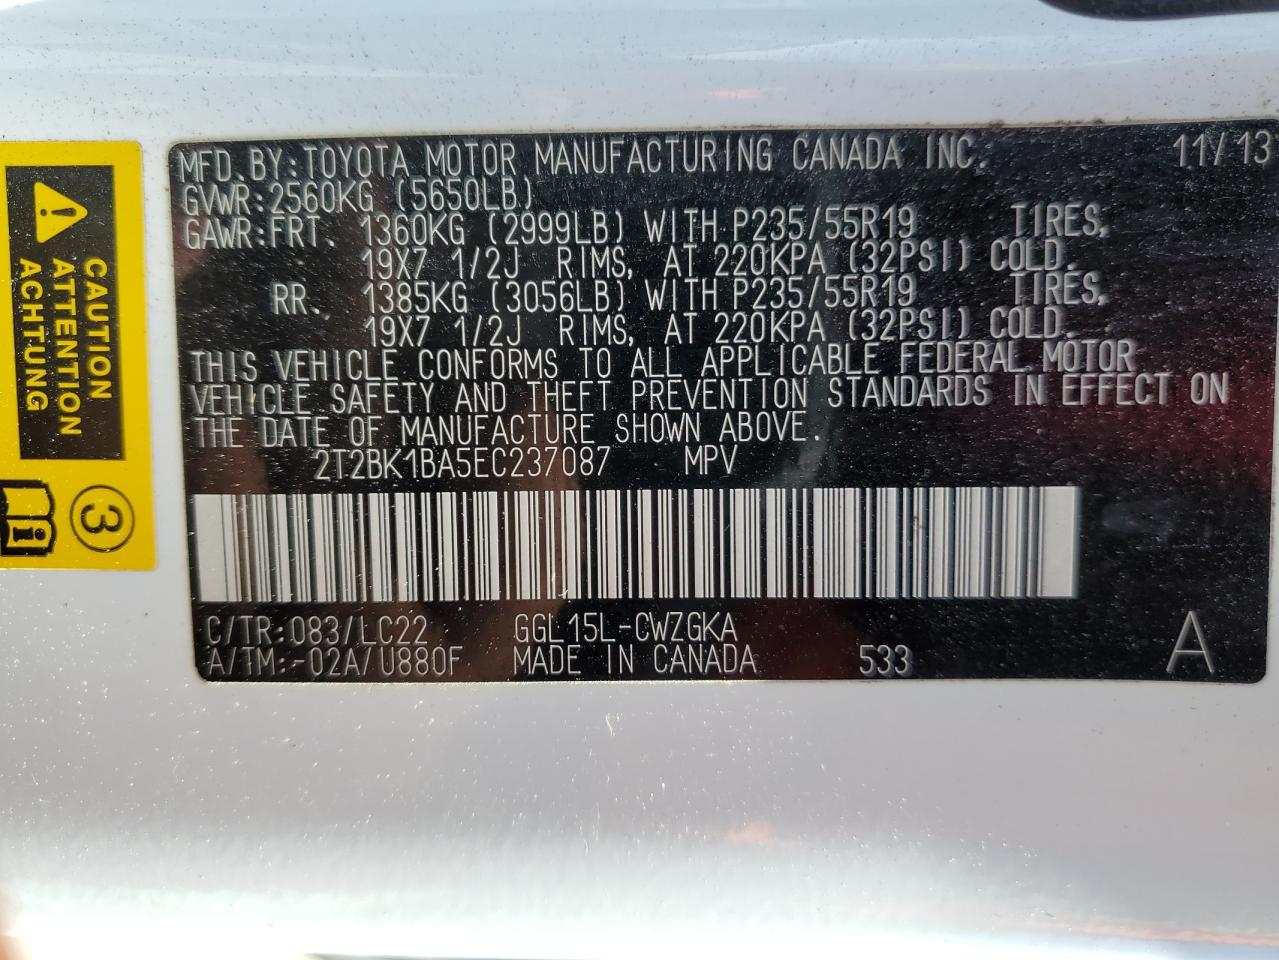 MFD.BY:TOYOTA MOTOR MANUFACTURING CANADA INC. 11/13
GVWR:2560KG (5650LB)
GAWR:FRT. 1360KG (2999LB) WITH P235/55R19 TIRES,
19X7 1/2J RIMS, AT 220KPA (32PSI) COLD.
RR. 1385KG (3056LB) WITH P235/55R19 TIRES,
19X7 1/2J RIMS, AT 220KPA (32PSI) COLD.
THIS VEHICLE CONFORMS TO ALL APPLICABLE FEDERAL MOTOR
VEHICLE SAFETY AND THEFT PREVENTION STANDARDS IN EFFECT ON
THE DATE OF MANUFACTURE SHOWN ABOVE.
2T2BK1BA5EC237087 MPV
C/TR:083/LC22 GGL15L-CWZGKA
A/TM:-02A/U880F MADE IN CANADA 533 A
CAUTION
ATTENTION
ACHTUNG
3
i